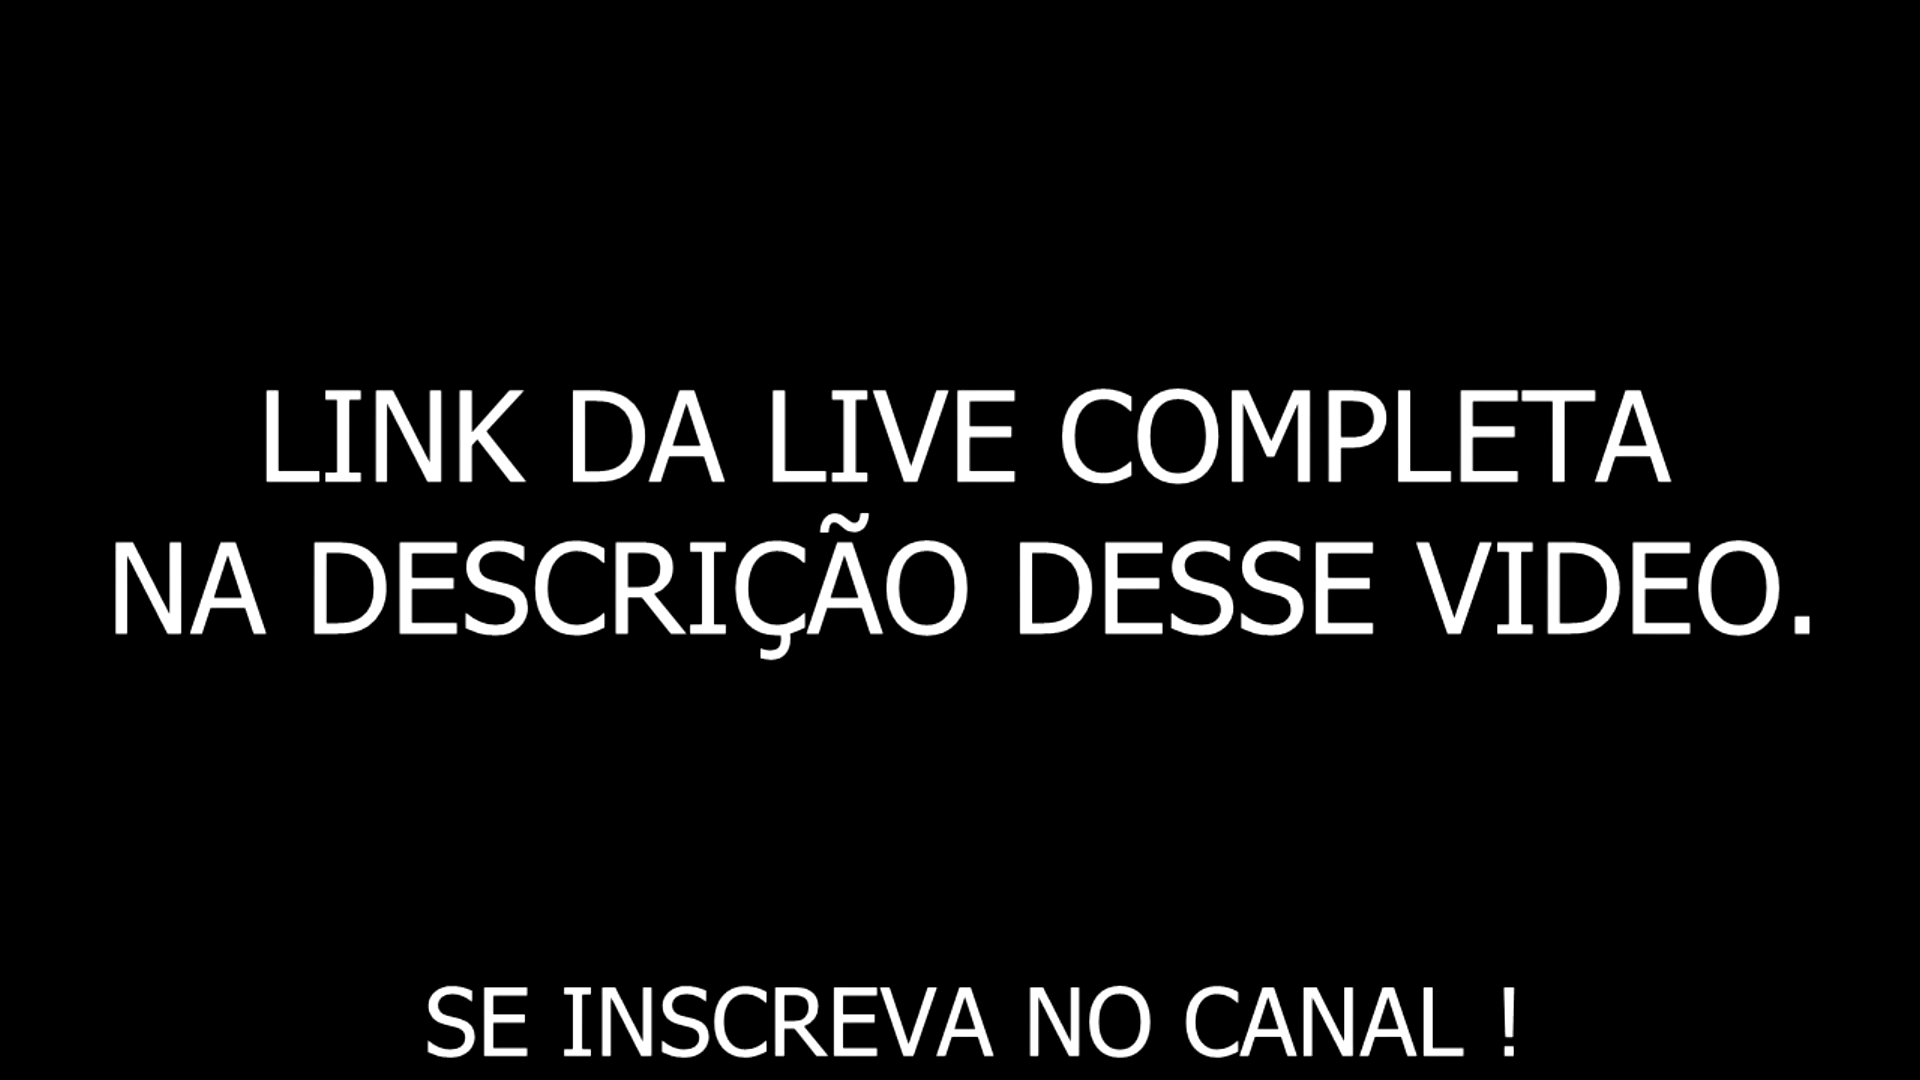 LINK DA LIVE COMPLETA
NA DESCRIÇÃO DESSE VIDEO.
SE INSCREVA NO CANAL !